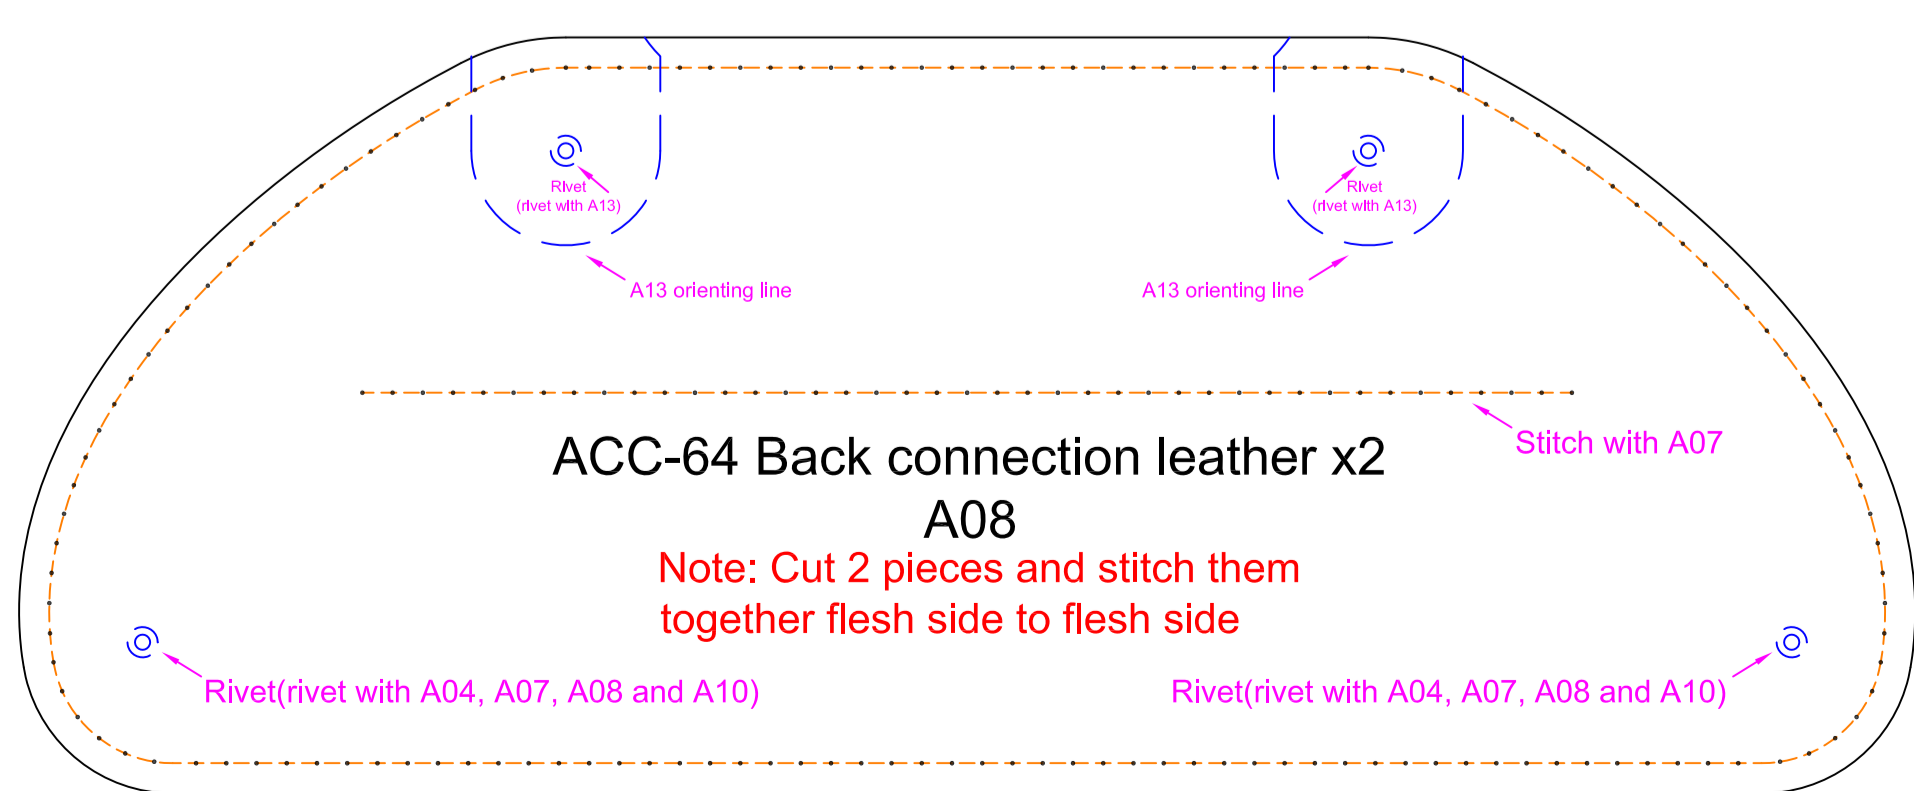 Rivet
(rivet with A13)
Rivet
(rivet with A13)
A13 orienting line
A13 orienting line
Stitch with A07
ACC-64 Back connection leather x2
A08
Note: Cut 2 pieces and stitch them
together flesh side to flesh side
Rivet(rivet with A04, A07, A08 and A10)
Rivet(rivet with A04, A07, A08 and A10)